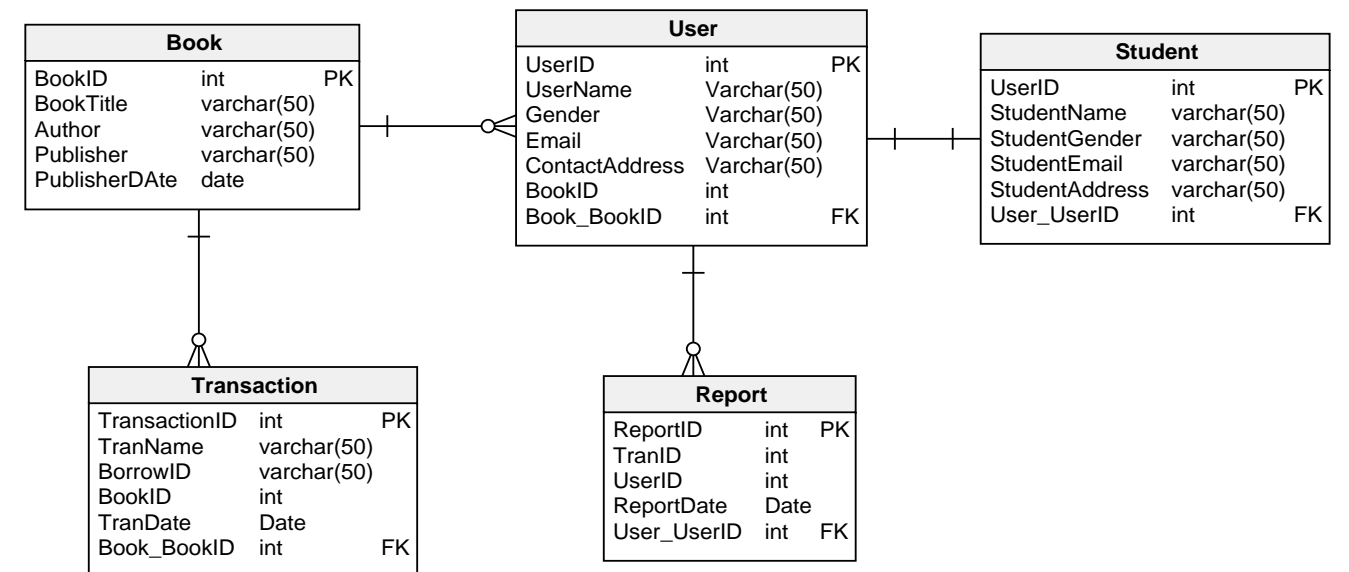 Book
BookID int PK
BookTitle varchar(50)
Author varchar(50)
Publisher varchar(50)
PublisherDAte date
User
UserID int PK
UserName Varchar(50)
Gender Varchar(50)
Email Varchar(50)
ContactAddress Varchar(50)
BookID int
Book_BookID int FK
Student
UserID int PK
StudentName varchar(50)
StudentGender varchar(50)
StudentEmail varchar(50)
StudentAddress varchar(50)
User_UserID int FK
Transaction
TransactionID int PK
TranName varchar(50)
BorrowID varchar(50)
BookID int
TranDate Date
Book_BookID int FK
Report
ReportID int PK
TranID int
UserID int
ReportDate Date
User_UserID int FK